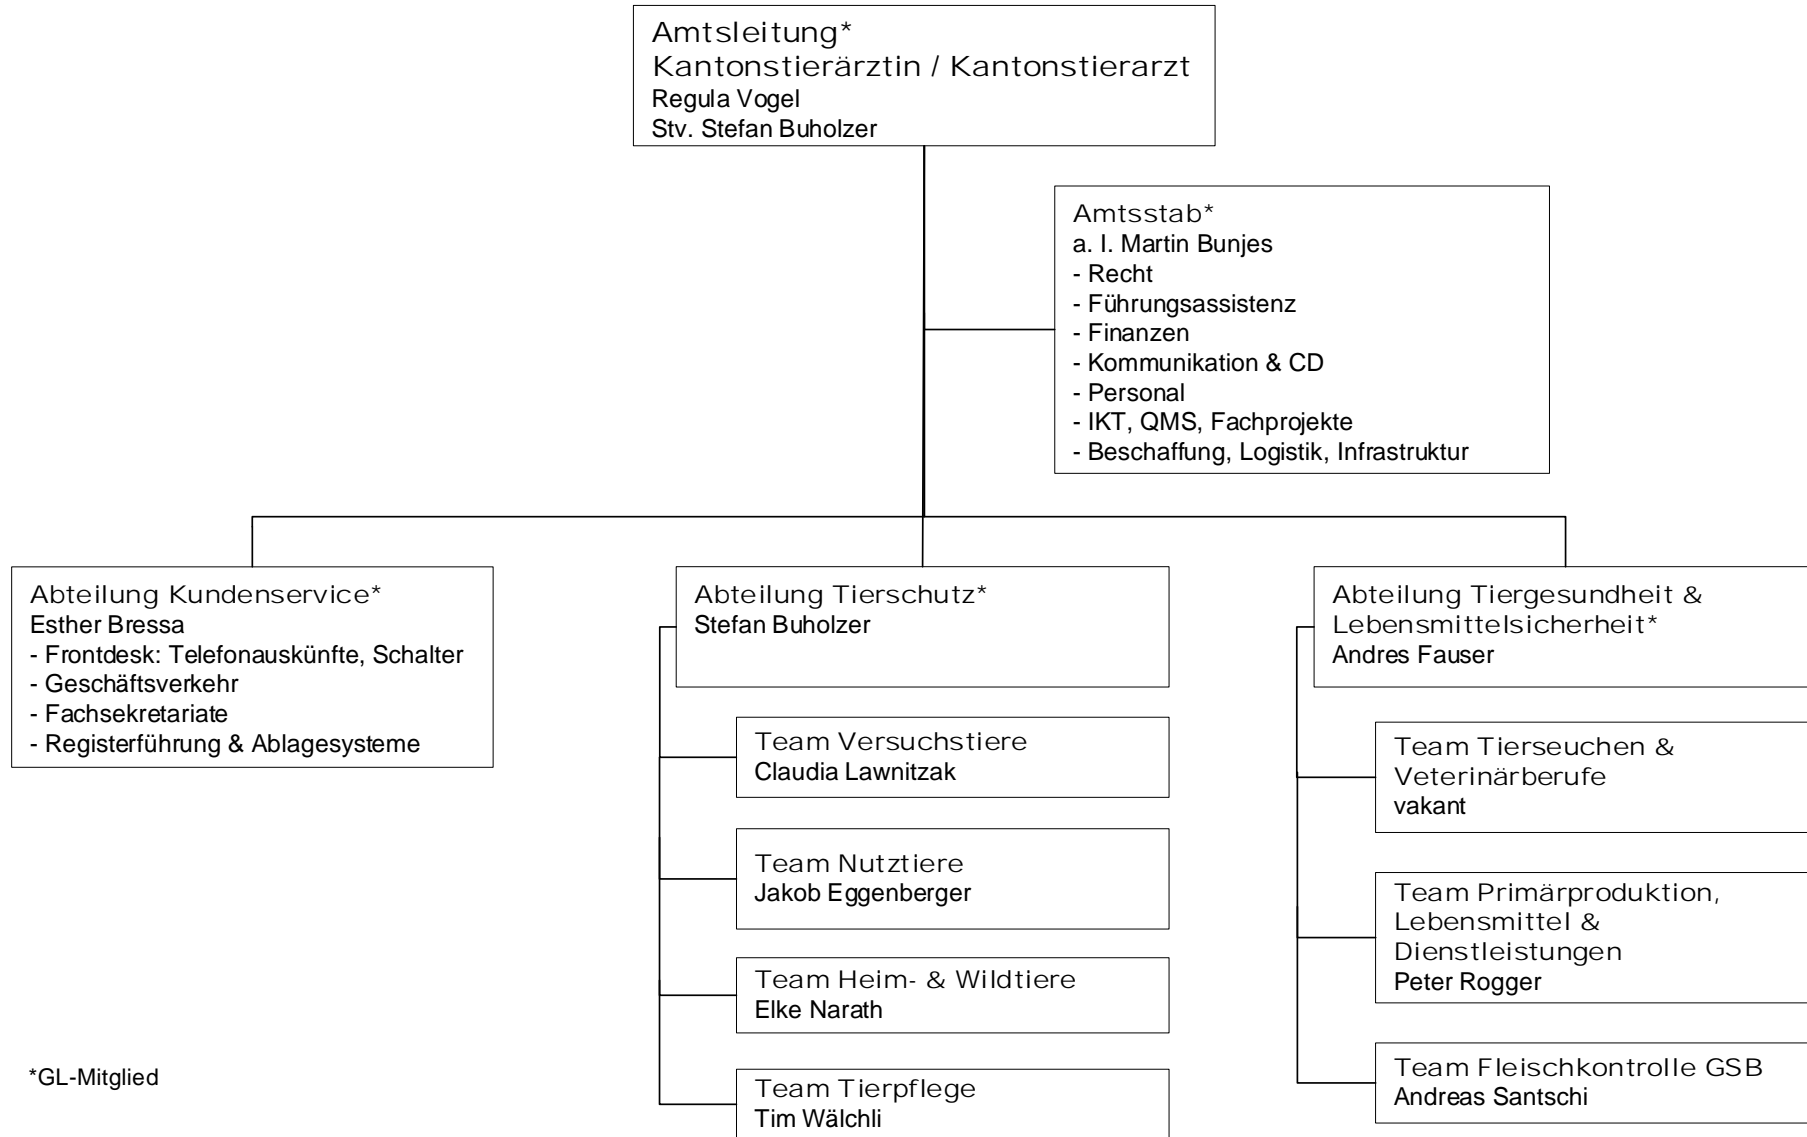 Amtsleitung*
Kantonstierärztin / Kantonstierarzt
Regula Vogel
Stv. Stefan Buholzer
Amtsstab*
a. I. Martin Bunjes
- Recht
- Führungsassistenz
- Finanzen
- Kommunikation & CD
- Personal
- IKT, QMS, Fachprojekte
- Beschaffung, Logistik, Infrastruktur
Abteilung Kundenservice*
Esther Bressa
- Frontdesk: Telefonauskünfte, Schalter
- Geschäftsverkehr
- Fachsekretariate
- Registerführung & Ablagesysteme
Abteilung Tierschutz*
Stefan Buholzer
Team Versuchstiere
Claudia Lawnitzak
Team Nutztiere
Jakob Eggenberger
Team Heim- & Wildtiere
Elke Narath
Team Tierpflege
Tim Wälchli
Abteilung Tiergesundheit &
Lebensmittelsicherheit*
Andres Fauser
Team Tierseuchen &
Veterinärberufe
vakant
Team Primärproduktion,
Lebensmittel &
Dienstleistungen
Peter Rogger
Team Fleischkontrolle GSB
Andreas Santschi
*GL-Mitglied